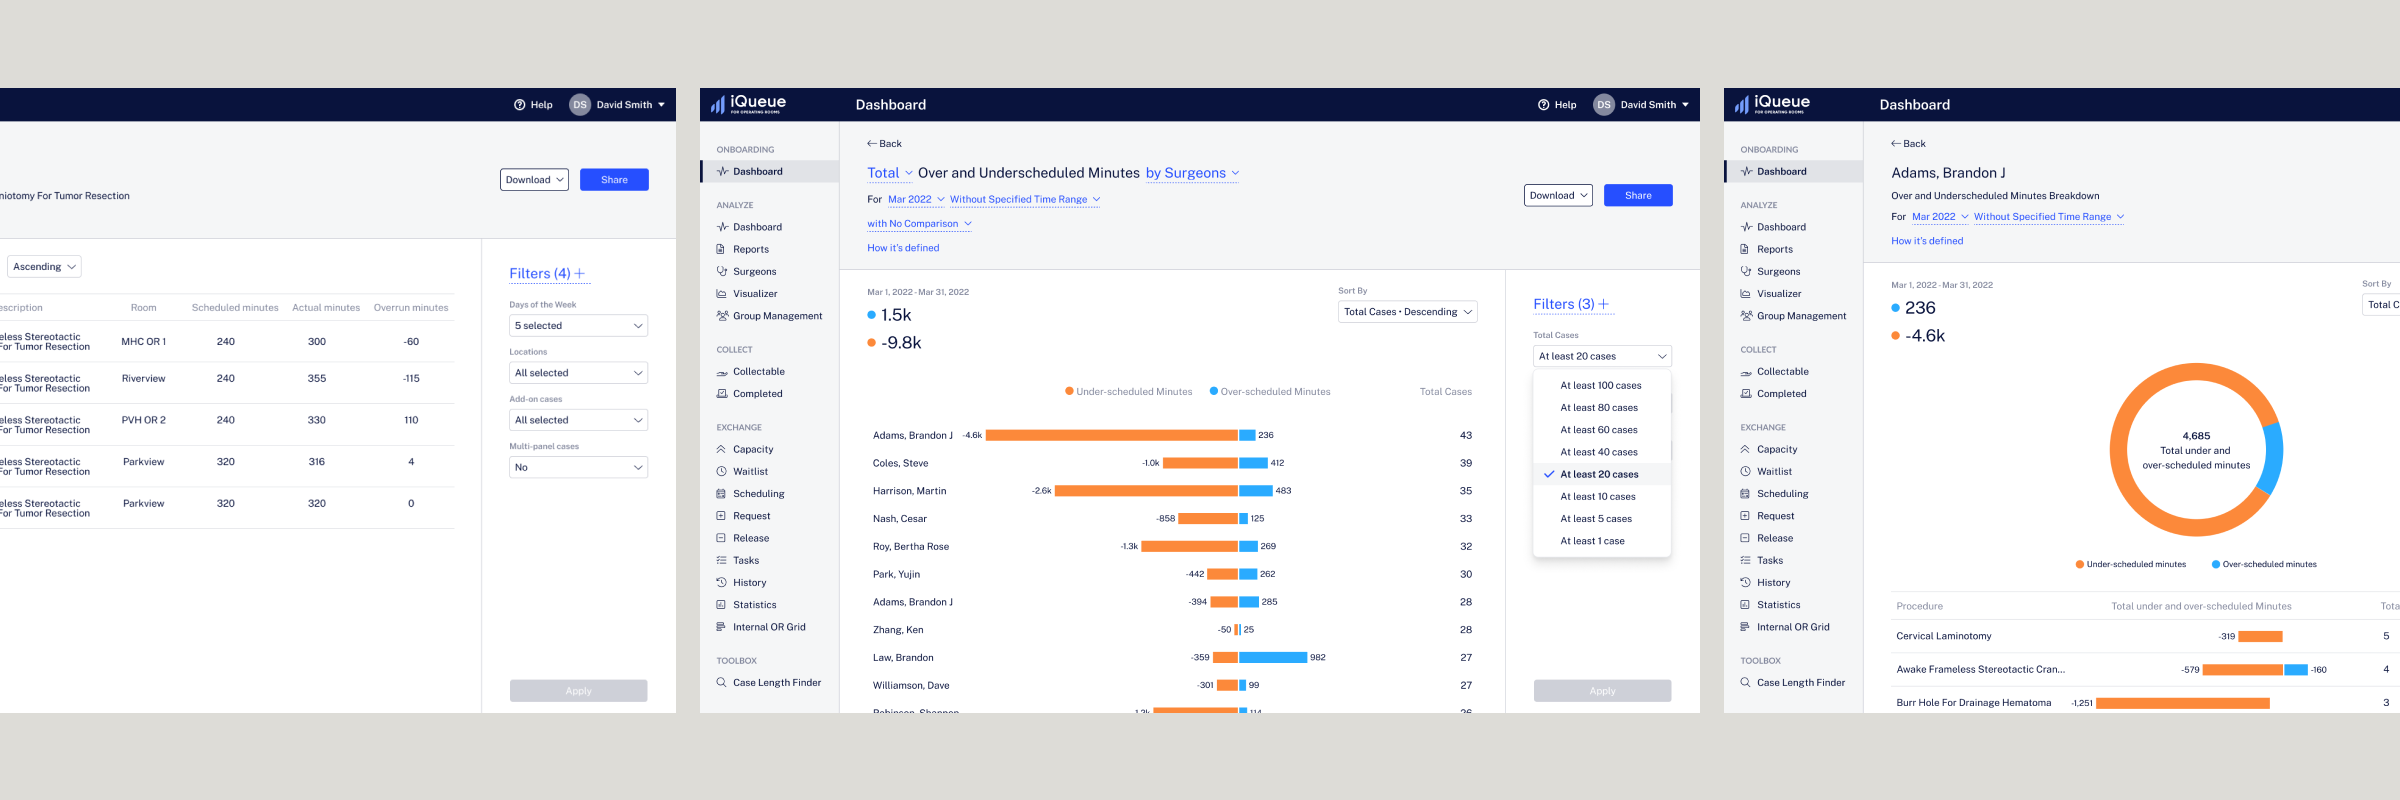 Help
DS David Smith
Download
Share
niotomy For Tumor Resection
Ascending
Filters (4) +
escription Room Scheduled minutes Actual minutes Overrun minutes
eless Stereotactic
For Tumor Resection
MHC OR 1 240 300 -60
eless Stereotactic
For Tumor Resection
Riverview 240 355 -115
eless Stereotactic
For Tumor Resection
PVH OR 2 240 330 110
eless Stereotactic
For Tumor Resection
Parkview 320 316 4
eless Stereotactic
For Tumor Resection
Parkview 320 320 0
Days of the Week
5 selected
Locations
All selected
Add-on cases
All selected
Multi-panel cases
No
Apply
iQueue
FOR OPERATING ROOMS
Dashboard
Help
DS David Smith
ONBOARDING
Dashboard
ANALYZE
Dashboard
Reports
Surgeons
Visualizer
Group Management
COLLECT
Collectable
Completed
EXCHANGE
Capacity
Waitlist
Scheduling
Request
Release
Tasks
History
Statistics
Internal OR Grid
TOOLBOX
Case Length Finder
Back
Total Over and Underscheduled Minutes by Surgeons
For Mar 2022 Without Specified Time Range
with No Comparison
How it's defined
Download
Share
Mar 1, 2022 - Mar 31, 2022
1.5k
-9.8k
Sort By
Total Cases • Descending
Under-scheduled Minutes Over-scheduled Minutes Total Cases
Adams, Brandon J -4.6k 236 43
Coles, Steve -1.0k 412 39
Harrison, Martin -2.6k 483 35
Nash, Cesar -858 125 33
Roy, Bertha Rose -1.3k 269 32
Park, Yujin -442 262 30
Adams, Brandon J -394 285 28
Zhang, Ken -50 25 28
Law, Brandon -359 982 27
Williamson, Dave -301 99 27
Robinson, Shannon -1.2k 114 26
Filters (3) +
Total Cases
At least 20 cases
At least 100 cases
At least 80 cases
At least 60 cases
At least 40 cases
At least 20 cases
At least 10 cases
At least 5 cases
At least 1 case
Apply
iQueue
FOR OPERATING ROOMS
Dashboard
ONBOARDING
Dashboard
ANALYZE
Dashboard
Reports
Surgeons
Visualizer
Group Management
COLLECT
Collectable
Completed
EXCHANGE
Capacity
Waitlist
Scheduling
Request
Release
Tasks
History
Statistics
Internal OR Grid
TOOLBOX
Case Length Finder
Back
Adams, Brandon J
Over and Underscheduled Minutes Breakdown
For Mar 2022 Without Specified Time Range
How it's defined
Mar 1, 2022 - Mar 31, 2022
236
-4.6k
Sort By
Total C
4,685
Total under and
over-scheduled minutes
Under-scheduled minutes Over-scheduled minutes
Procedure Total under and over-scheduled Minutes Tota
Cervical Laminotomy -319 5
Awake Frameless Stereotactic Cran... -579 -160 4
Burr Hole For Drainage Hematoma -1,251 3